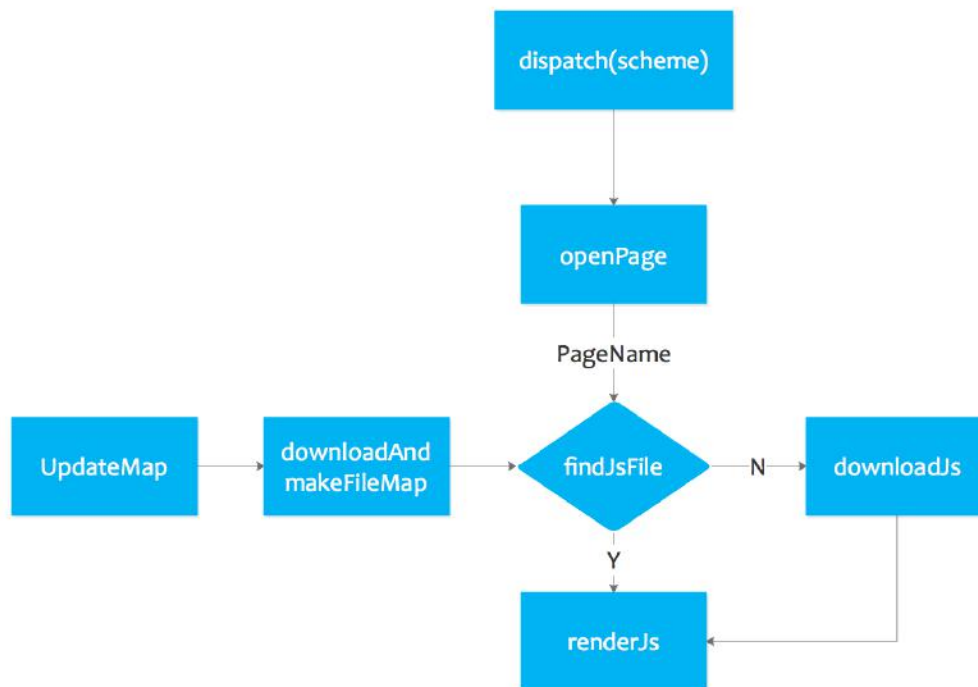 dispatch(scheme)
openPage
PageName
UpdateMap
downloadAnd
makeFileMap
findJsFile
N
downloadJs
Y
renderJs